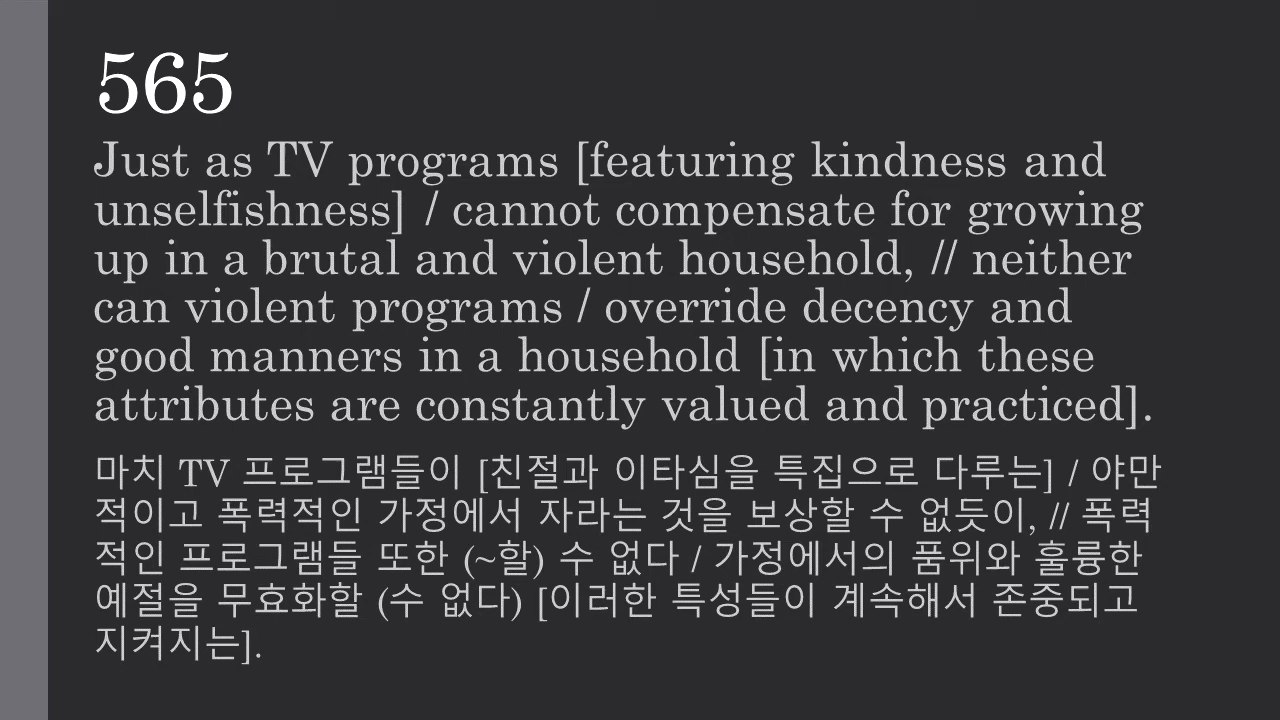 565
Just as TV programs [featuring kindness and
unselfishness] / cannot compensate for growing
up in a brutal and violent household, // neither
can violent programs / override decency and
good manners in a household [in which these
attributes are constantly valued and practiced].
마치 TV 프로그램들이 [친절과 이타심을 특집으로 다루는] / 야만
적이고 폭력적인 가정에서 자라는 것을 보상할 수 없듯이, // 폭력
적인 프로그램들 또한 (~할) 수 없다 / 가정에서의 품위와 훌륭한
예절을 무효화할 (수 없다) [이러한 특성들이 계속해서 존중되고
지켜지는].